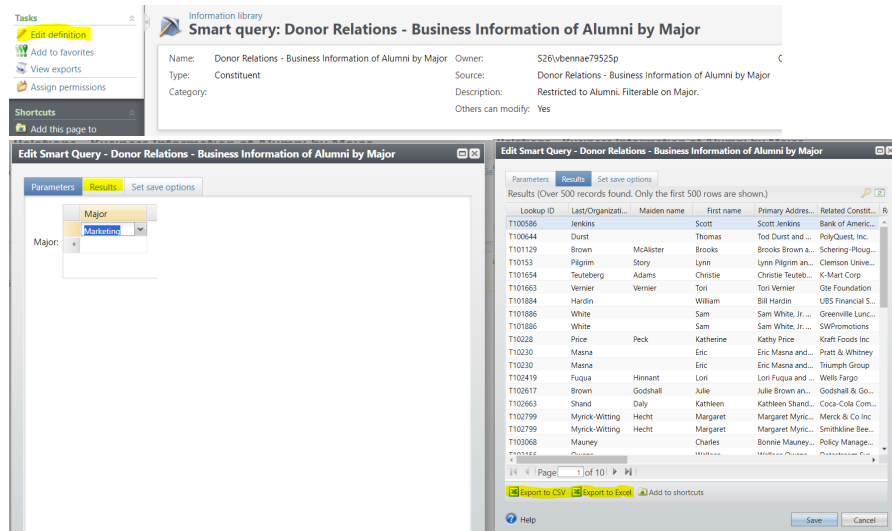 Tasks
Edit definition
Add to favorites
View exports
Assign permissions
Shortcuts
Add this page to
Information library
Smart query: Donor Relations - Business Information of Alumni by Major
Name: Donor Relations - Business Information of Alumni by Major Owner: S26\vbennae79525p
Type: Constituent Source: Donor Relations - Business Information of Alumni by Major
Category: Description: Restricted to Alumni. Filterable on Major.
Others can modify: Yes
Edit Smart Query - Donor Relations - Business Information of Alumni by Major
Parameters Results Set save options
Major
Major: Marketing
*
Edit Smart Query - Donor Relations - Business Information of Alumni by Major
Parameters Results Set save options
Results (Over 500 records found. Only the first 500 rows are shown.)
Lookup ID Last/Organizati... Maiden name First name Primary Addres... Related Constit... R
T100586 Jenkins Scott Scott Jenkins Bank of Americ...
T100644 Durst Thomas Tod Durst and ... PolyQuest, Inc.
T101129 Brown McAlister Brooks Brooks Brown a... Schering-Ploug...
T10153 Pilgrim Story Lynn Lynn Pilgrim an... Clemson Unive...
T101654 Teuteberg Adams Christie Christie Teuteb... K-Mart Corp
T101663 Vernier Vernier Tori Tori Vernier Gte Foundation
T101884 Hardin William Bill Hardin UBS Financial S...
T101886 White Sam Sam White, Jr. ... Greenville Lunc...
T101886 White Sam Sam White, Jr. ... SWPromotions
T10228 Price Peck Katherine Kathy Price Kraft Foods Inc
T10230 Masna Eric Eric Masna and... Pratt & Whitney
T10230 Masna Eric Eric Masna and... Triumph Group
T102419 Fuqua Hinnant Lori Lori Fuqua and ... Wells Fargo
T102617 Brown Godshall Julie Julie Brown an... Godshall & Go...
T102663 Shand Daly Kathleen Kathleen Shand... Coca-Cola Com...
T102799 Myrick-Witting Hecht Margaret Margaret Myric... Merck & Co Inc
T102799 Myrick-Witting Hecht Margaret Margaret Myric... Smithkline Bee...
T103068 Mauney Charles Bonnie Mauney... Policy Manage...
Page 1 of 10
Export to CSV Export to Excel Add to shortcuts
Help Save Cancel